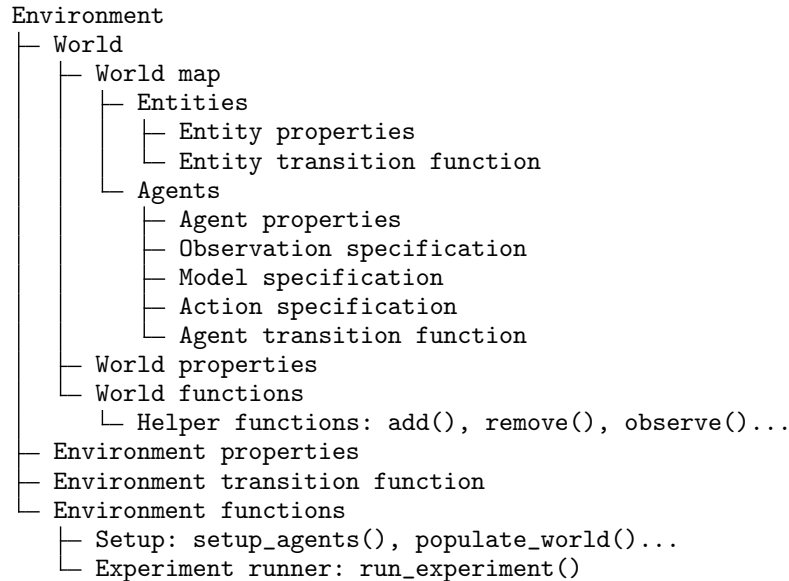 Environment
├─ World
│  ├─ World map
│  │  ├─ Entities
│  │  │  ├─ Entity properties
│  │  │  └─ Entity transition function
│  │  └─ Agents
│  │     ├─ Agent properties
│  │     ├─ Observation specification
│  │     ├─ Model specification
│  │     ├─ Action specification
│  │     └─ Agent transition function
│  ├─ World properties
│  └─ World functions
│     └─ Helper functions: add(), remove(), observe()...
├─ Environment properties
├─ Environment transition function
└─ Environment functions
   ├─ Setup: setup_agents(), populate_world()...
   └─ Experiment runner: run_experiment()